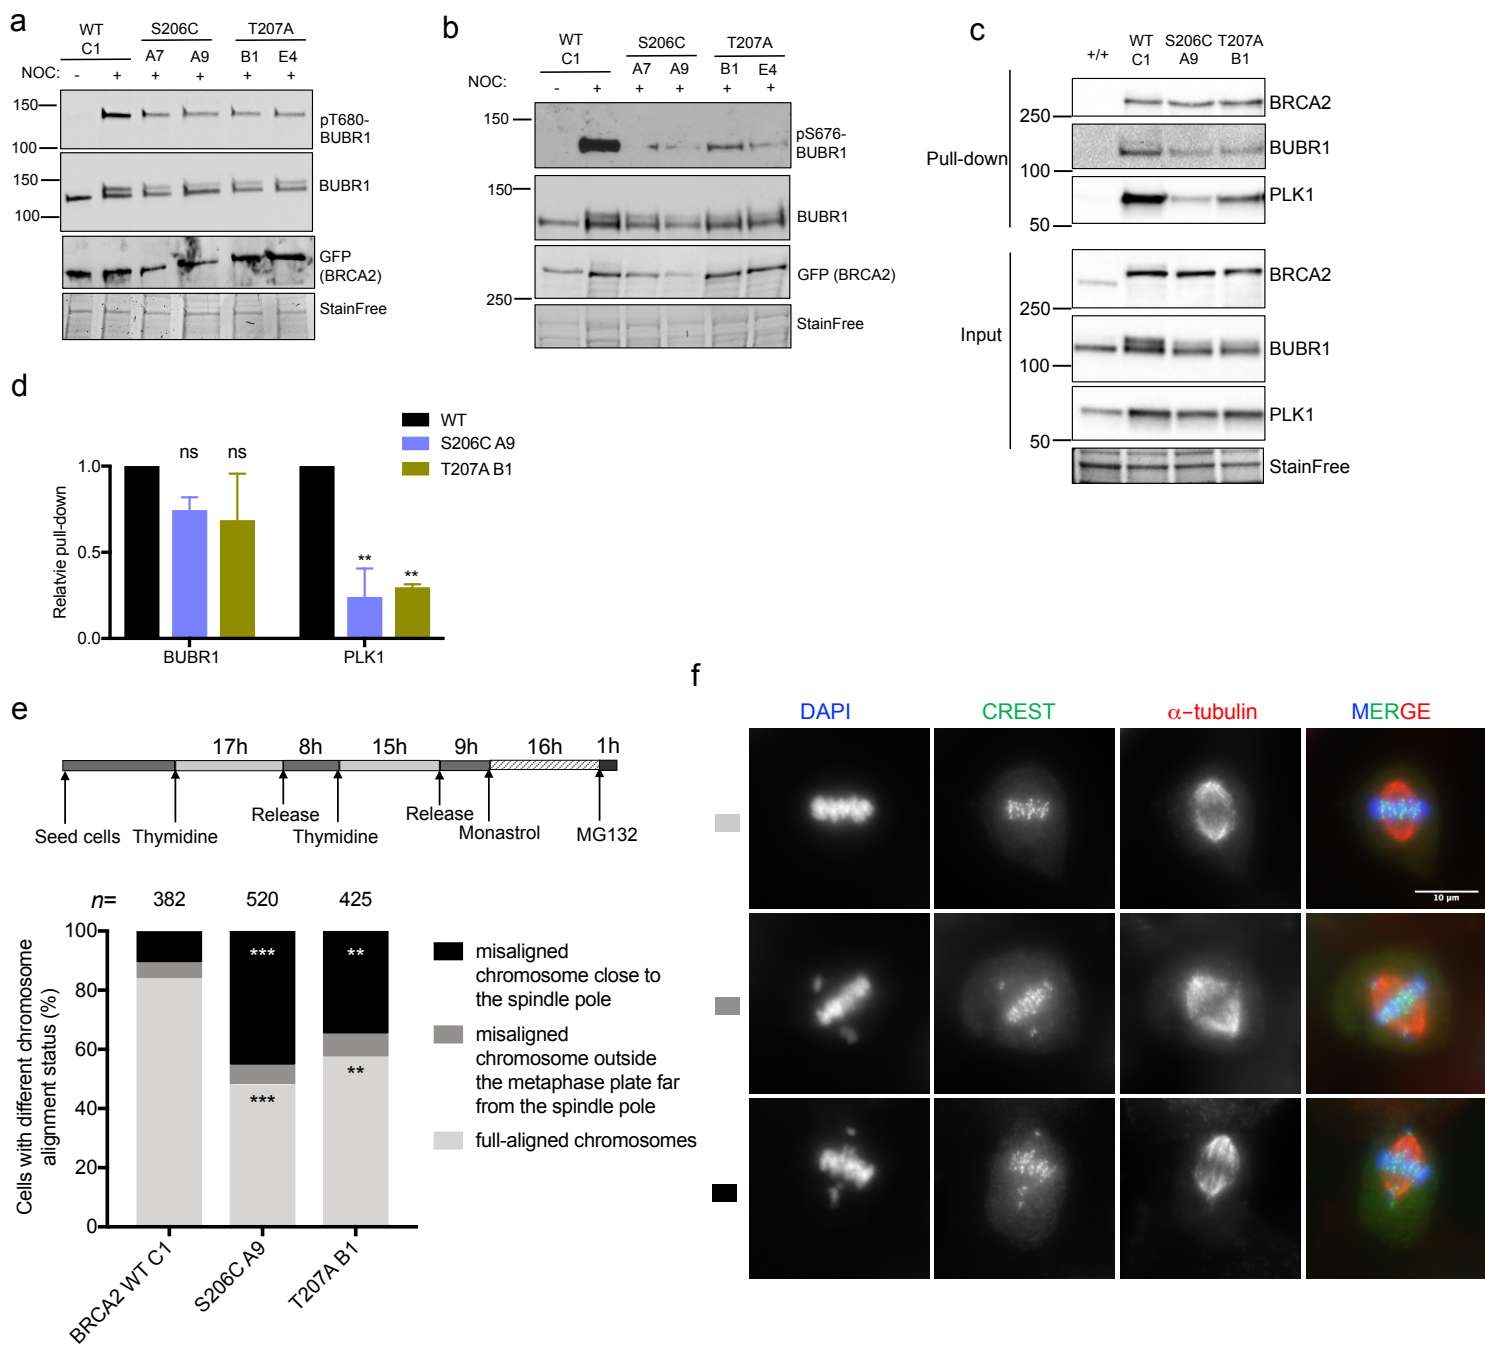 a
WT
C1
S206C
T207A
A7
A9
B1
E4
NOC:
-
+
+
+
+
+
150
100
pT680-
BUBR1
150
100
BUBR1
GFP
(BRCA2)
StainFree
b
WT
C1
S206C
T207A
A7
A9
B1
E4
NOC:
-
+
+
+
+
+
150
pS676-
BUBR1
150
BUBR1
GFP (BRCA2)
250
StainFree
c
+/+
WT
C1
S206C
A9
T207A
B1
Pull-down
250
BRCA2
100
BUBR1
50
PLK1
Input
250
BRCA2
100
BUBR1
50
PLK1
StainFree
d
WT
S206C A9
T207A B1
Relatvie pull-down
1.0
0.5
0.0
ns
ns
**
**
BUBR1
PLK1
e
17h
8h
15h
9h
16h
1h
Seed cells
Thymidine
Release
Thymidine
Release
Monastrol
MG132
n=
382
520
425
Cells with different chromosome
alignment status (%)
100
80
60
40
20
0
***
**
***
**
BRCA2 WT C1
S206C A9
T207A B1
misaligned
chromosome close to
the spindle pole
misaligned
chromosome outside
the metaphase plate far
from the spindle pole
full-aligned chromosomes
f
DAPI
CREST
α-tubulin
MERGE
10 μm